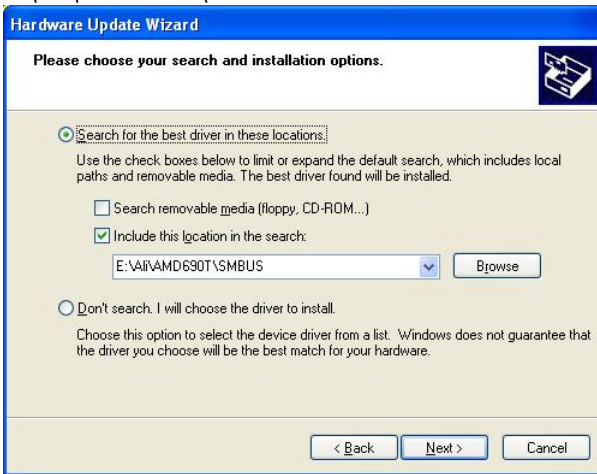 Hardware Update Wizard
Please choose your search and installation options.
Search for the best driver in these locations.
Use the check boxes below to limit or expand the default search, which includes local
paths and removable media. The best driver found will be installed.
Search removable media (floppy, CD-ROM...)
Include this location in the search:
E:\Ali\AMD690T\SMBUS
Browse
Don't search. I will choose the driver to install.
Choose this option to select the device driver from a list. Windows does not guarantee that
the driver you choose will be the best match for your hardware.
< Back Next > Cancel